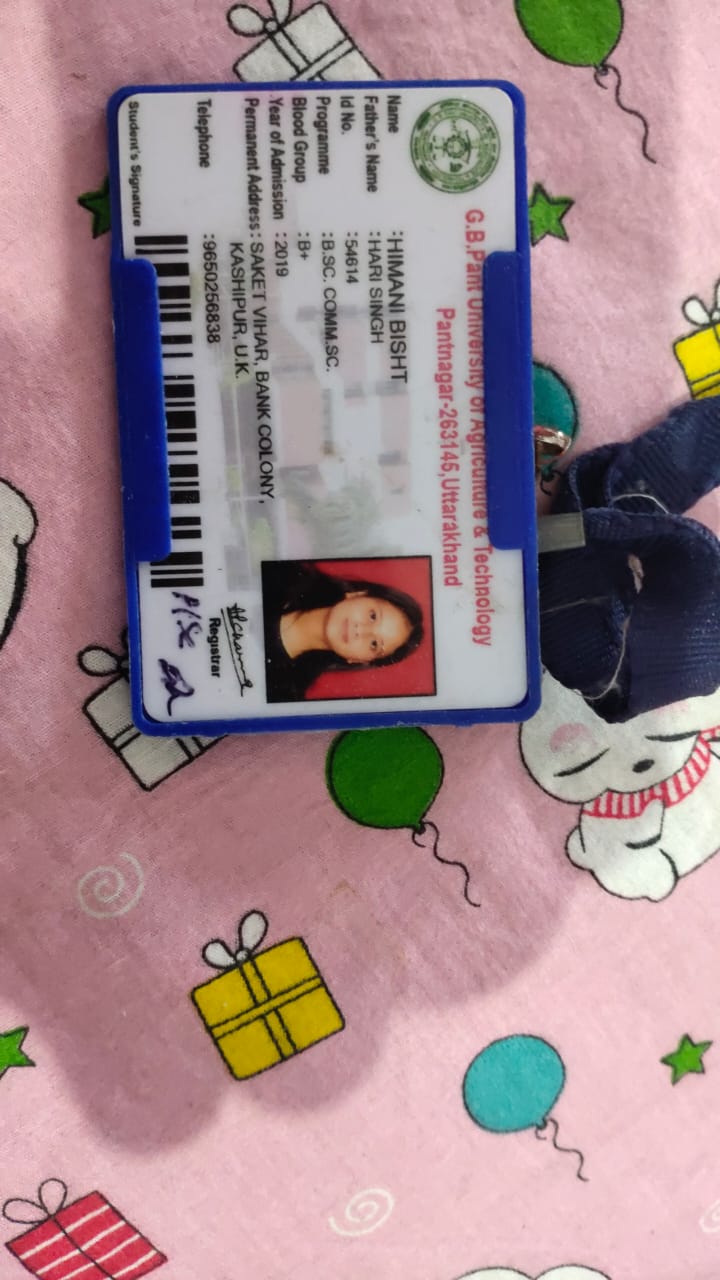 G.B.Pant University of Agriculture & Technology
Pantnagar-263145,Uttarakhand
Name :HIMANI BISHT
Father's Name :HARI SINGH
Id No. :54614
Programme :B.SC. COMM.SC.
Blood Group :B+
Year of Admission :2019
Permanent Address: SAKET VIHAR, BANK COLONY,
KASHIPUR, U.K.
Telephone :9650256838
Registrar
Student's Signature